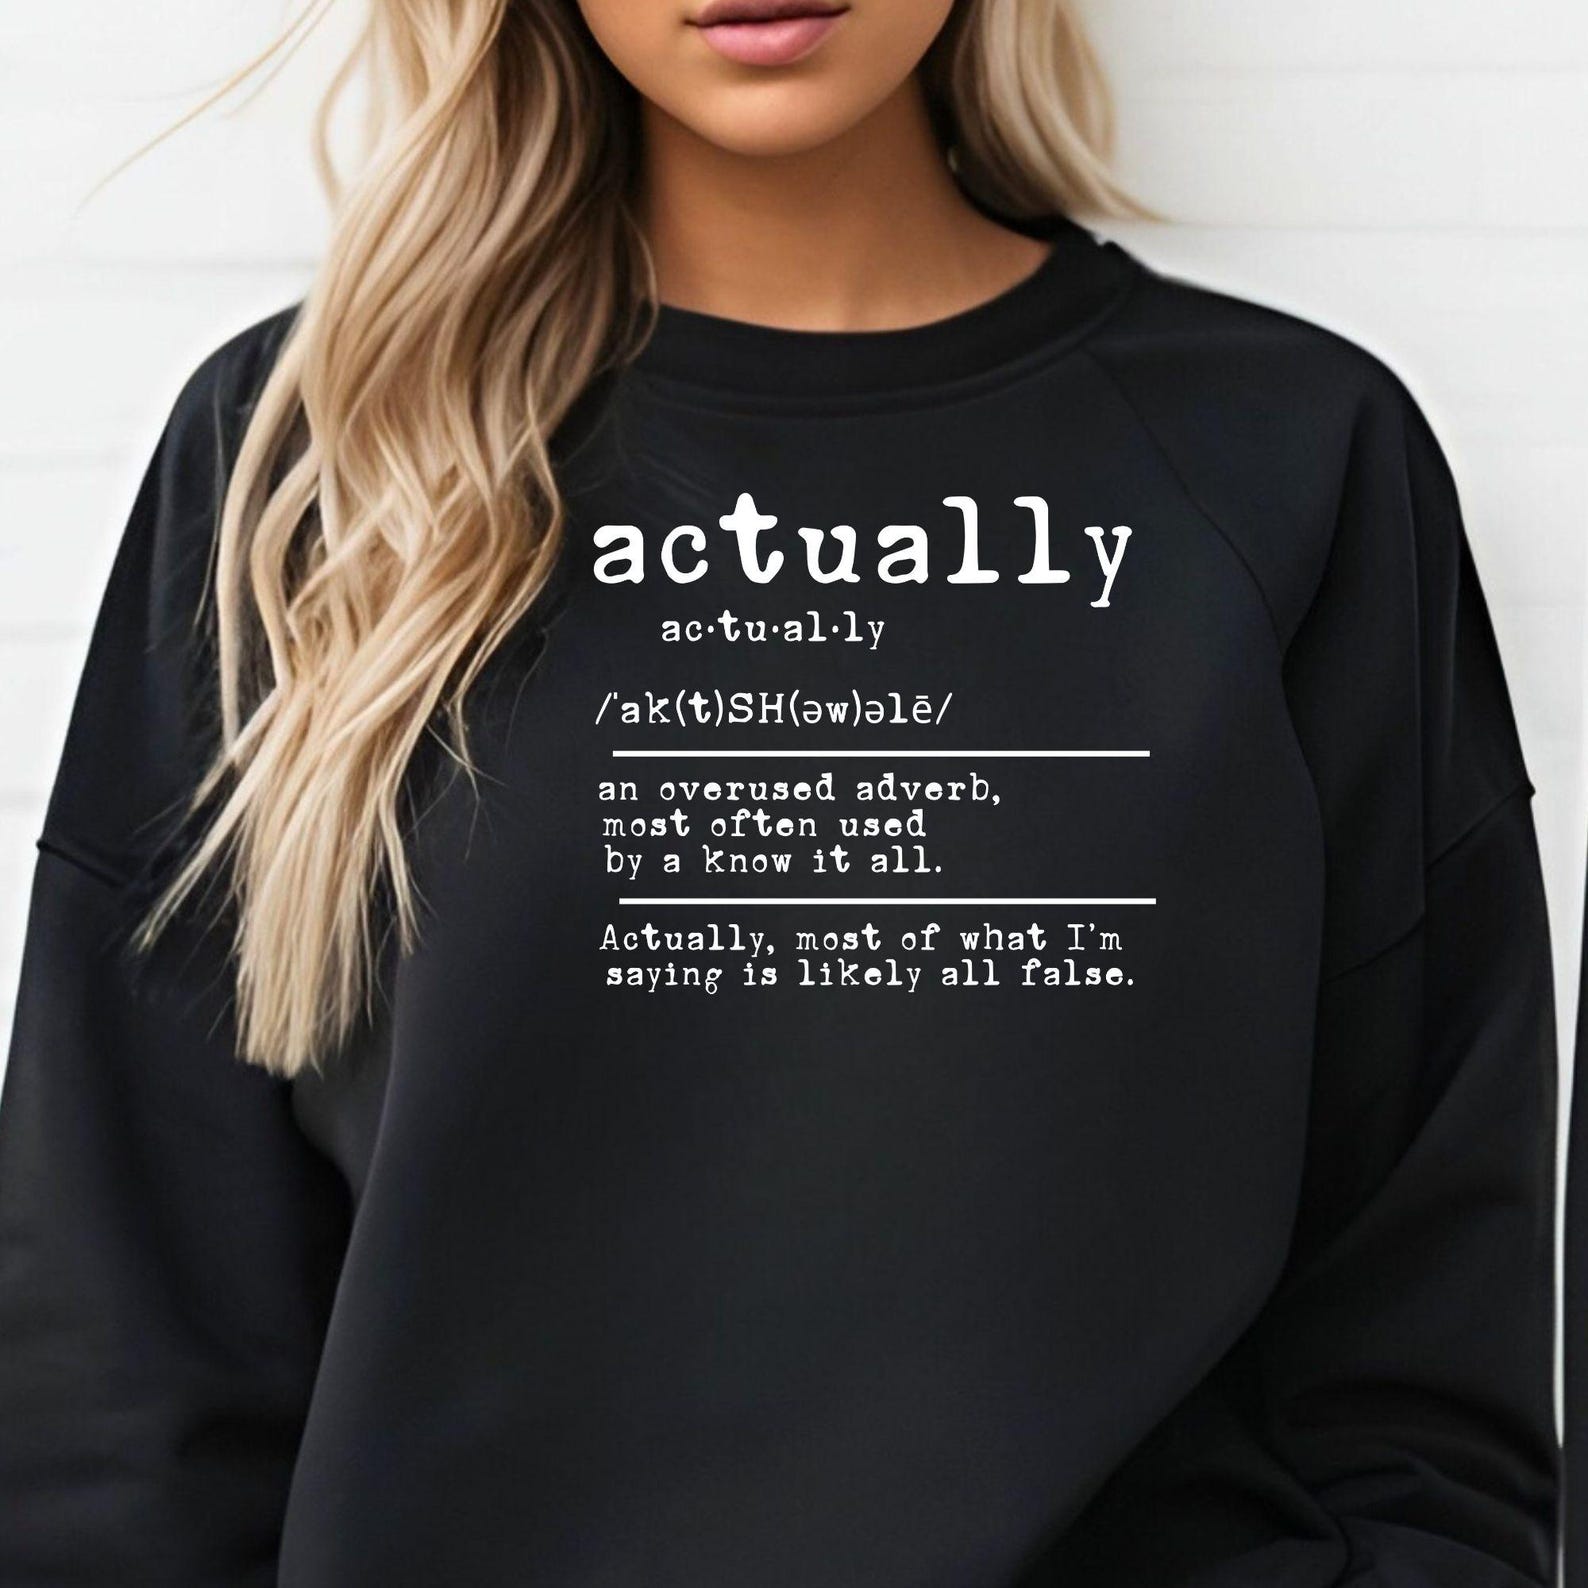 actually
ac·tu·al·ly
/ˈak(t)SH(əw)əlē/
an overused adverb,
most often used
by a know it all.
Actually, most of what I'm
saying is likely all false.